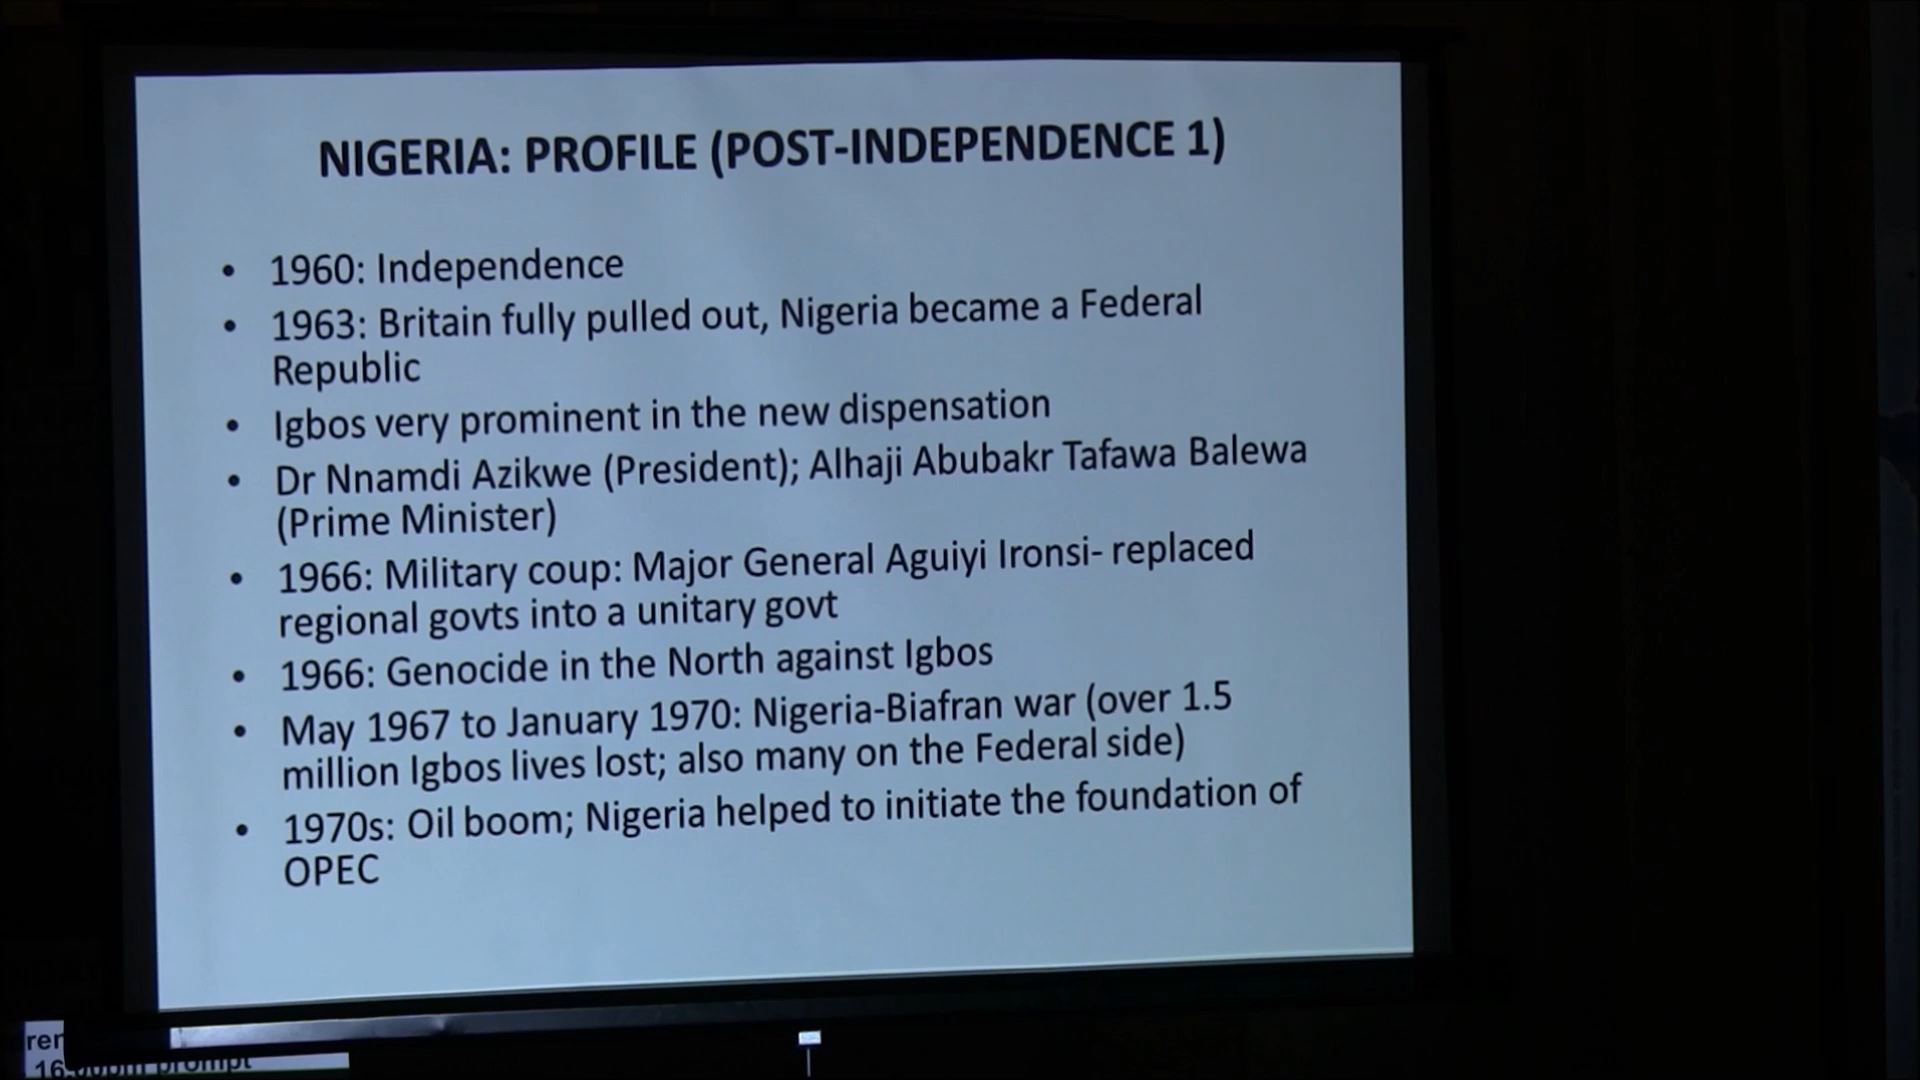 NIGERIA: PROFILE (POST-INDEPENDENCE 1)
• 1960: Independence
• 1963: Britain fully pulled out, Nigeria became a Federal
Republic
• Igbos very prominent in the new dispensation
• Dr Nnamdi Azikwe (President); Alhaji Abubakr Tafawa Balewa
(Prime Minister)
• 1966: Military coup: Major General Aguiyi Ironsi- replaced
regional govts into a unitary govt
• 1966: Genocide in the North against Igbos
• May 1967 to January 1970: Nigeria-Biafran war (over 1.5
million Igbos lives lost; also many on the Federal side)
• 1970s: Oil boom; Nigeria helped to initiate the foundation of
OPEC
prompt